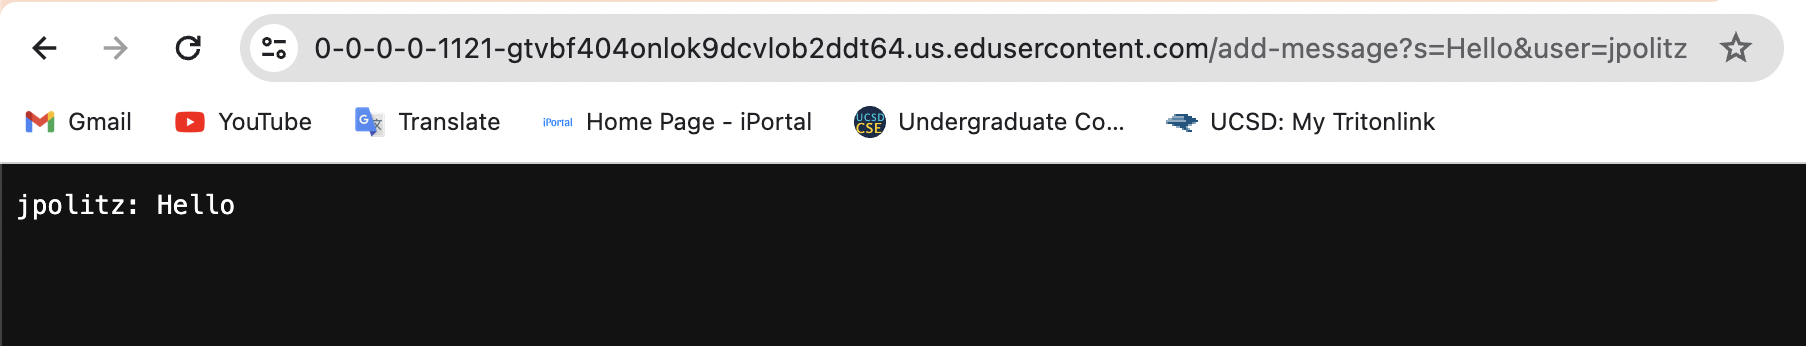 0-0-0-0-1121-gtvbf404onlok9dcvlob2ddt64.us.edusercontent.com/add-message?s=Hello&user=jpolitz
Gmail YouTube Translate iPortal Home Page - iPortal UCSD CSE Undergraduate Co... UCSD: My Tritonlink
jpolitz: Hello